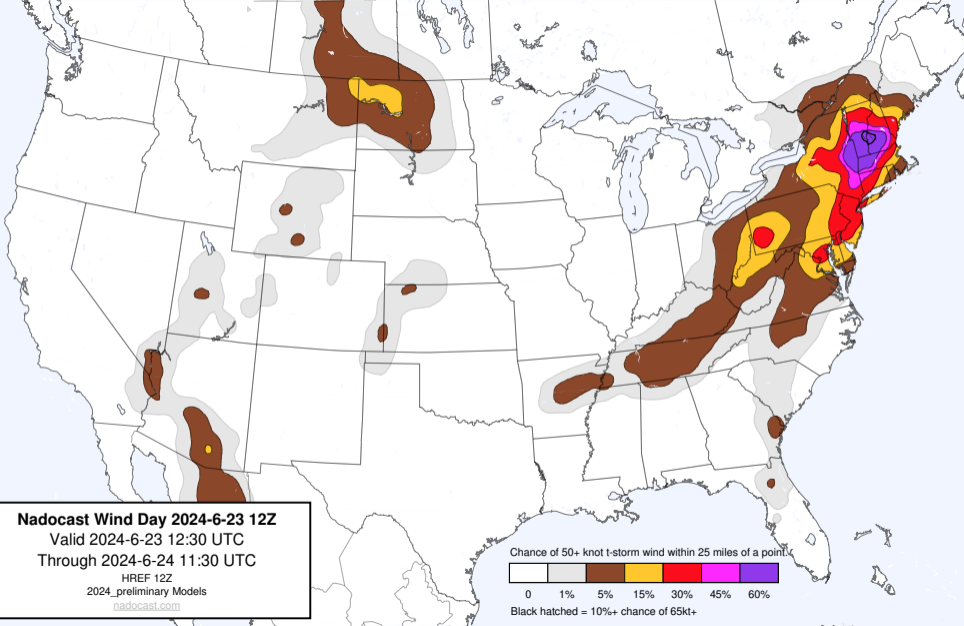 Nadocast Wind Day 2024-6-23 12Z
Valid 2024-6-23 12:30 UTC
Through 2024-6-24 11:30 UTC
HREF 12Z
2024_preliminary Models
nadocast.com
Chance of 50+ knot t-storm wind within 25 miles of a point.
0 1% 5% 15% 30% 45% 60%
Black hatched = 10%+ chance of 65kt+